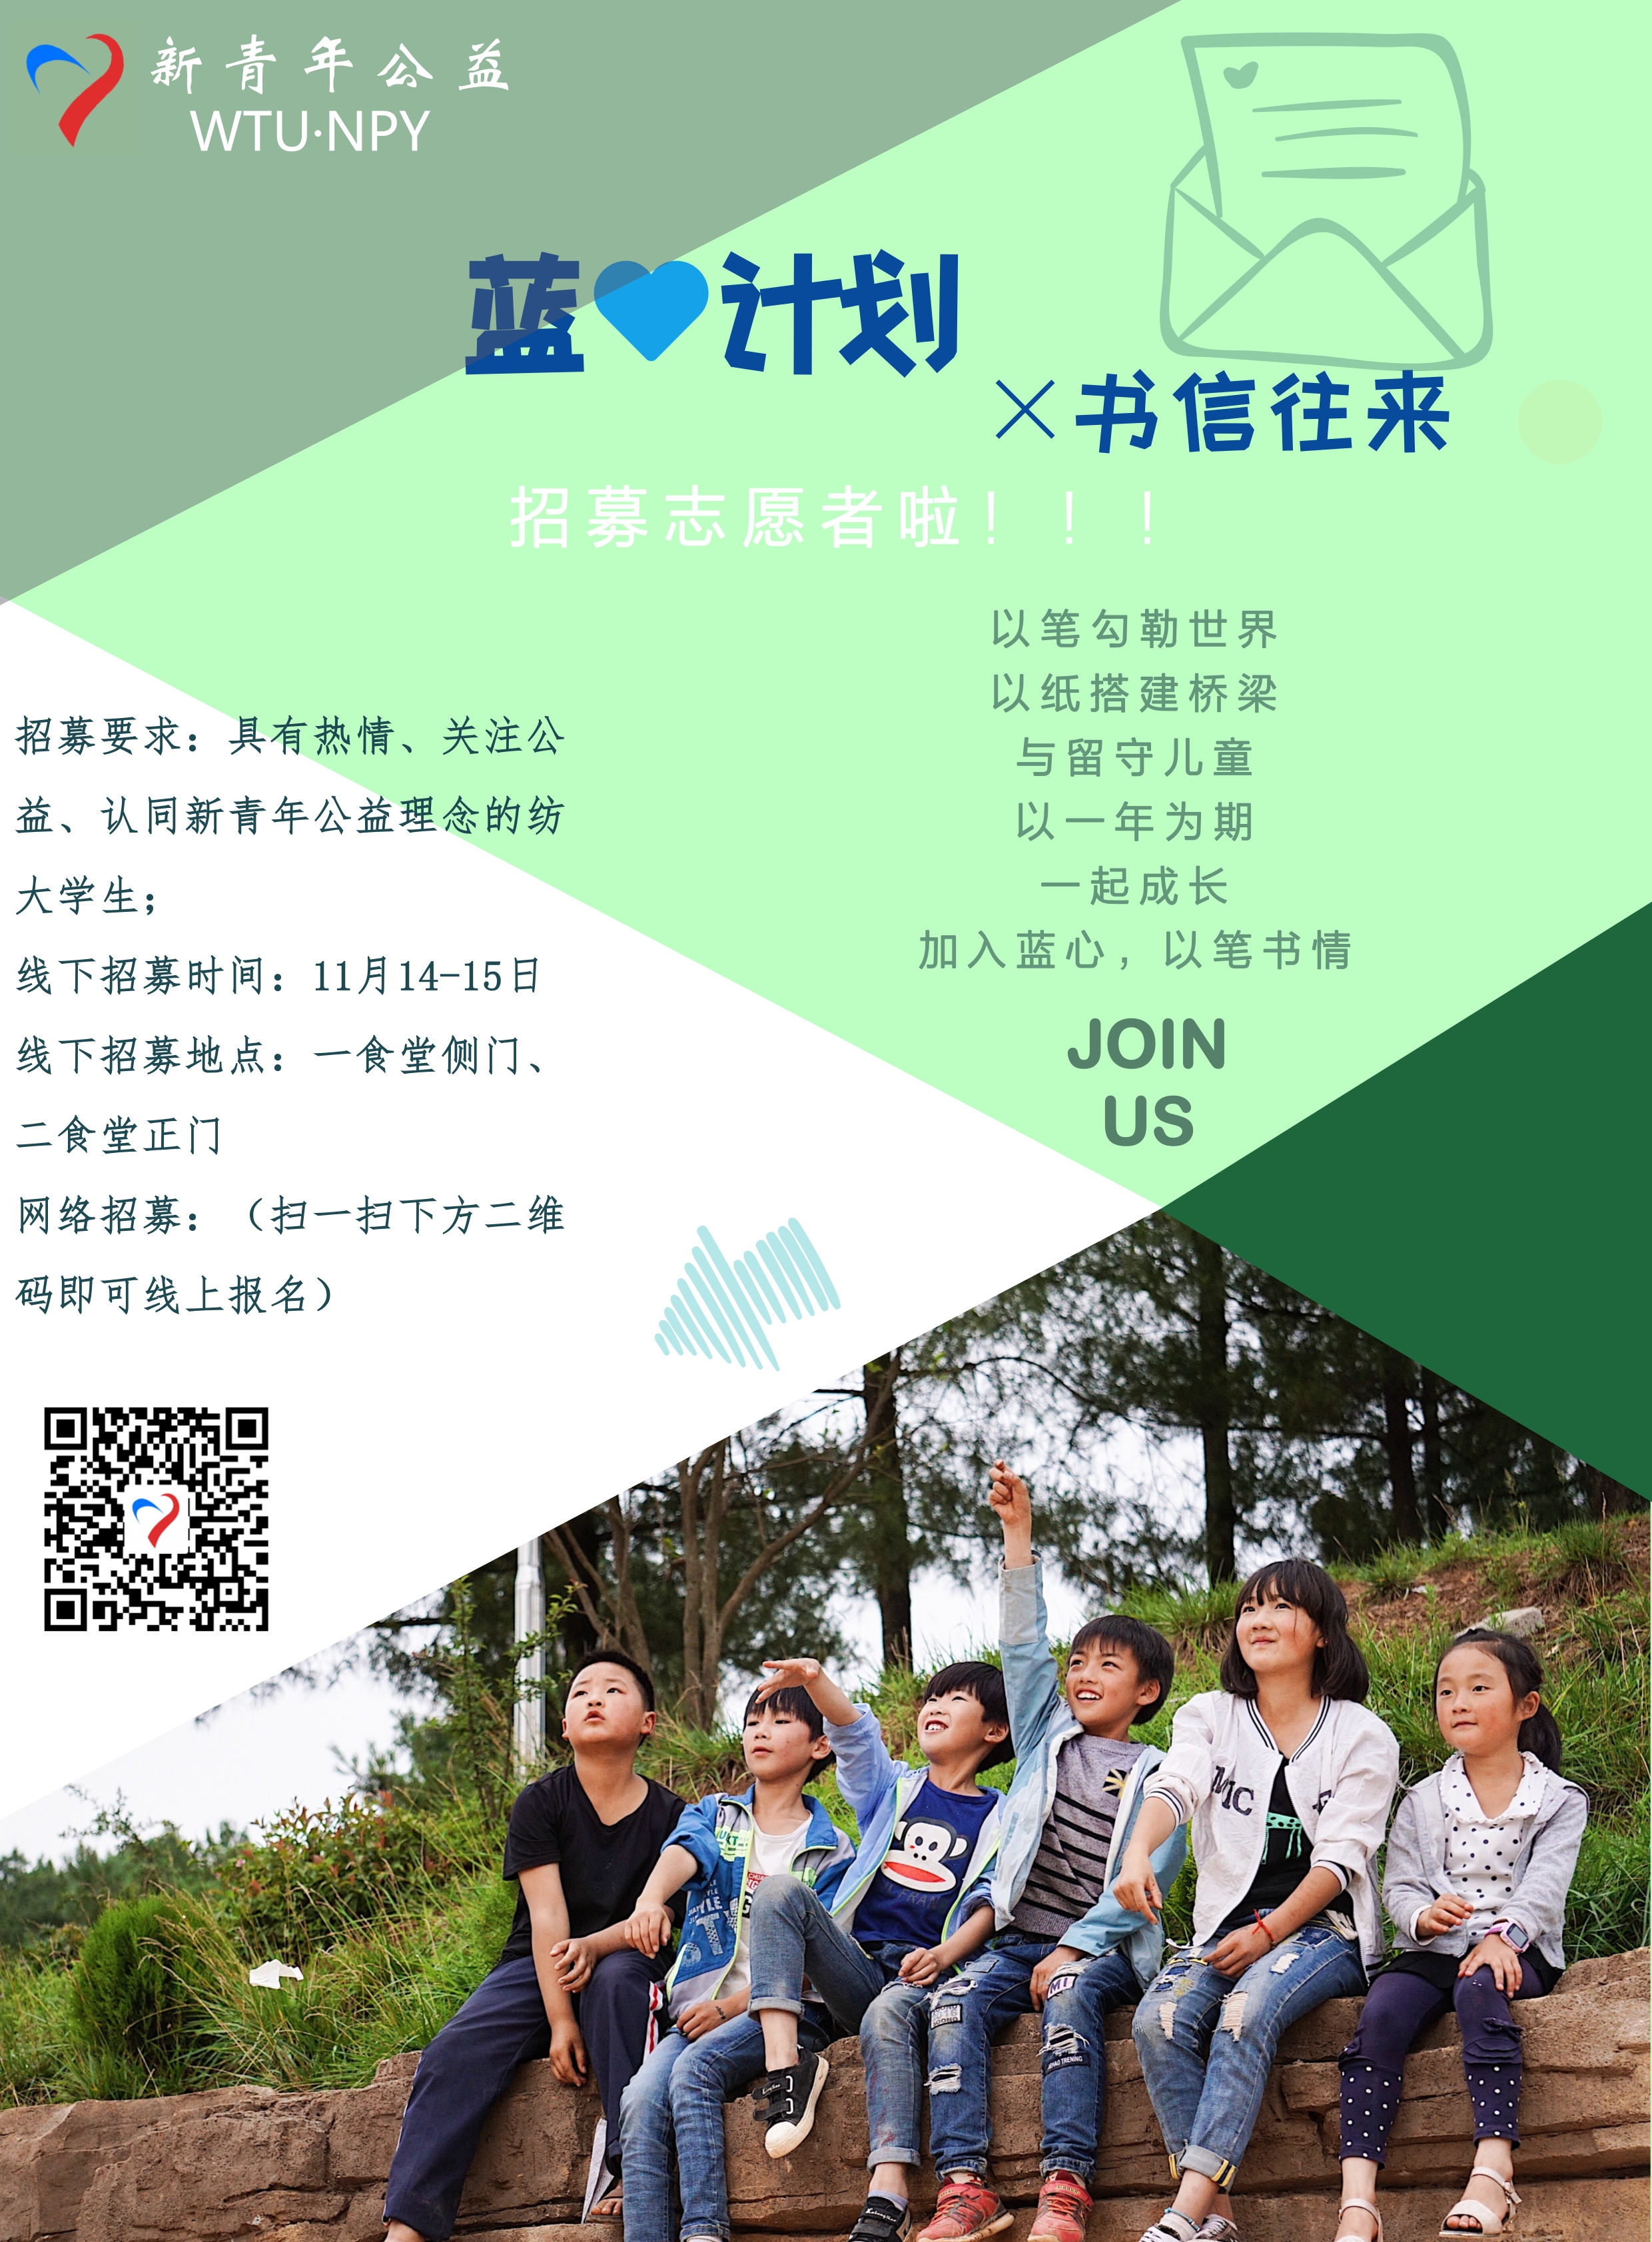 新青年公益
WTU·NPY
蓝计划
×书信往来
招募志愿者啦！！！
以笔勾勒世界
以纸搭建桥梁
与留守儿童
以一年为期
一起成长
加入蓝心，以笔书情
JOIN
US
招募要求：具有热情、关注公
益、认同新青年公益理念的纺
大学生；
线下招募时间：11月14-15日
线下招募地点：一食堂侧门、
二食堂正门
网络招募：（扫一扫下方二维
码即可线上报名）